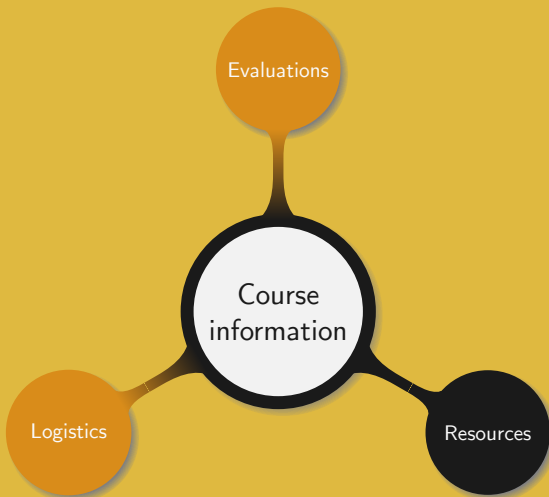 Evaluations
Course
information
Logistics
Resources